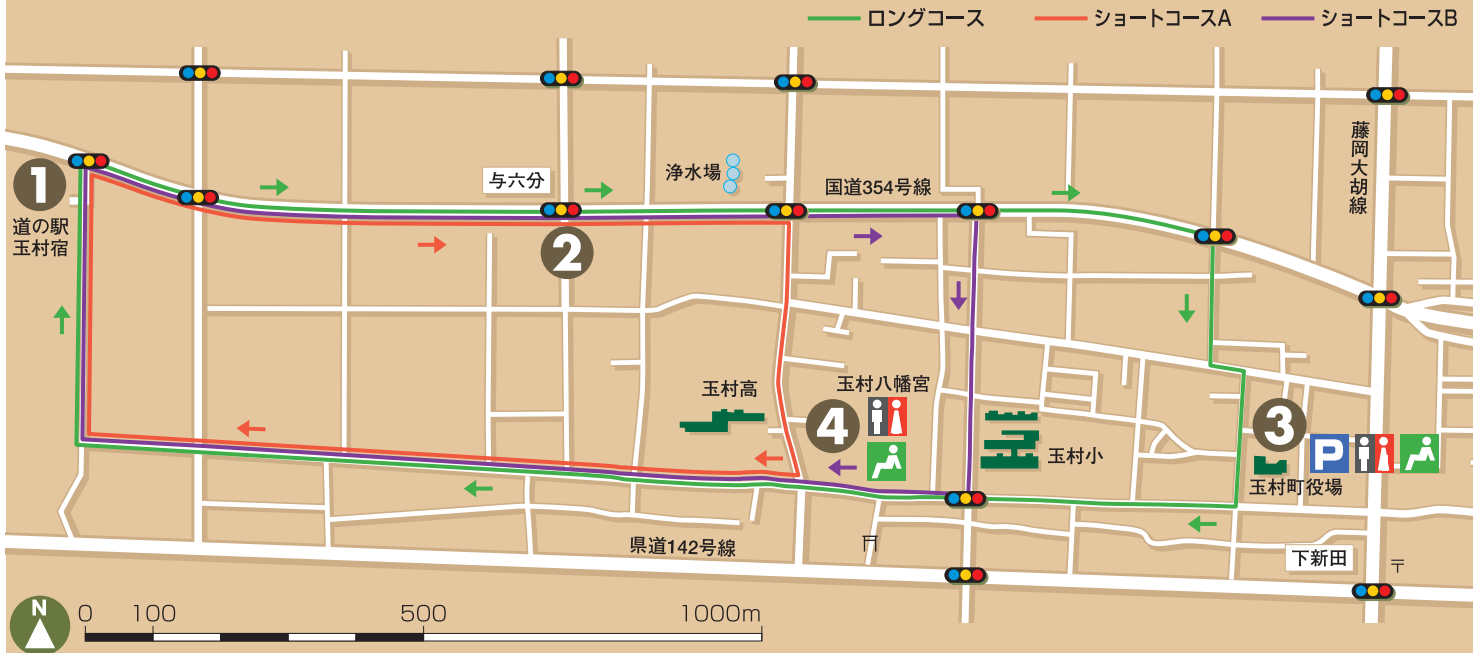 ロングコース
ショートコースA
ショートコースB
藤岡大胡線
与六分
浄水場
国道354号線
1
道の駅
玉村宿
2
玉村高
玉村八幡宮
4
玉村小
3
P
玉村町役場
県道142号線
下新田
〒
N
0 100 500 1000m